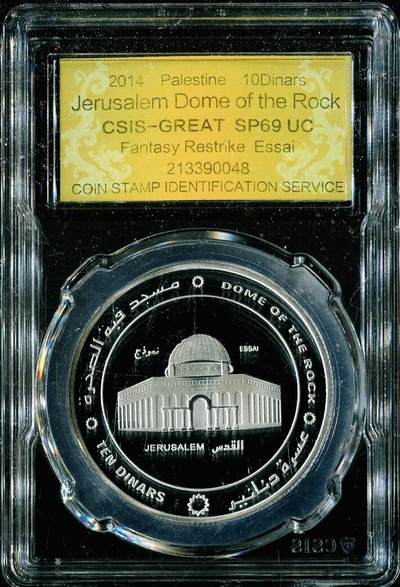 2014 Palestine 10Dinars
Jerusalem Dome of the Rock
CSIS-GREAT SP69 UC
Fantasy Restrike Essai
213390048
COIN STAMP IDENTIFICATION SERVICE
مسجد قبة الصخرة
DOME OF THE ROCK
نموذج
ESSAI
JERUSALEM القدس
TEN DINARS
عشرة دنانير
CSIS